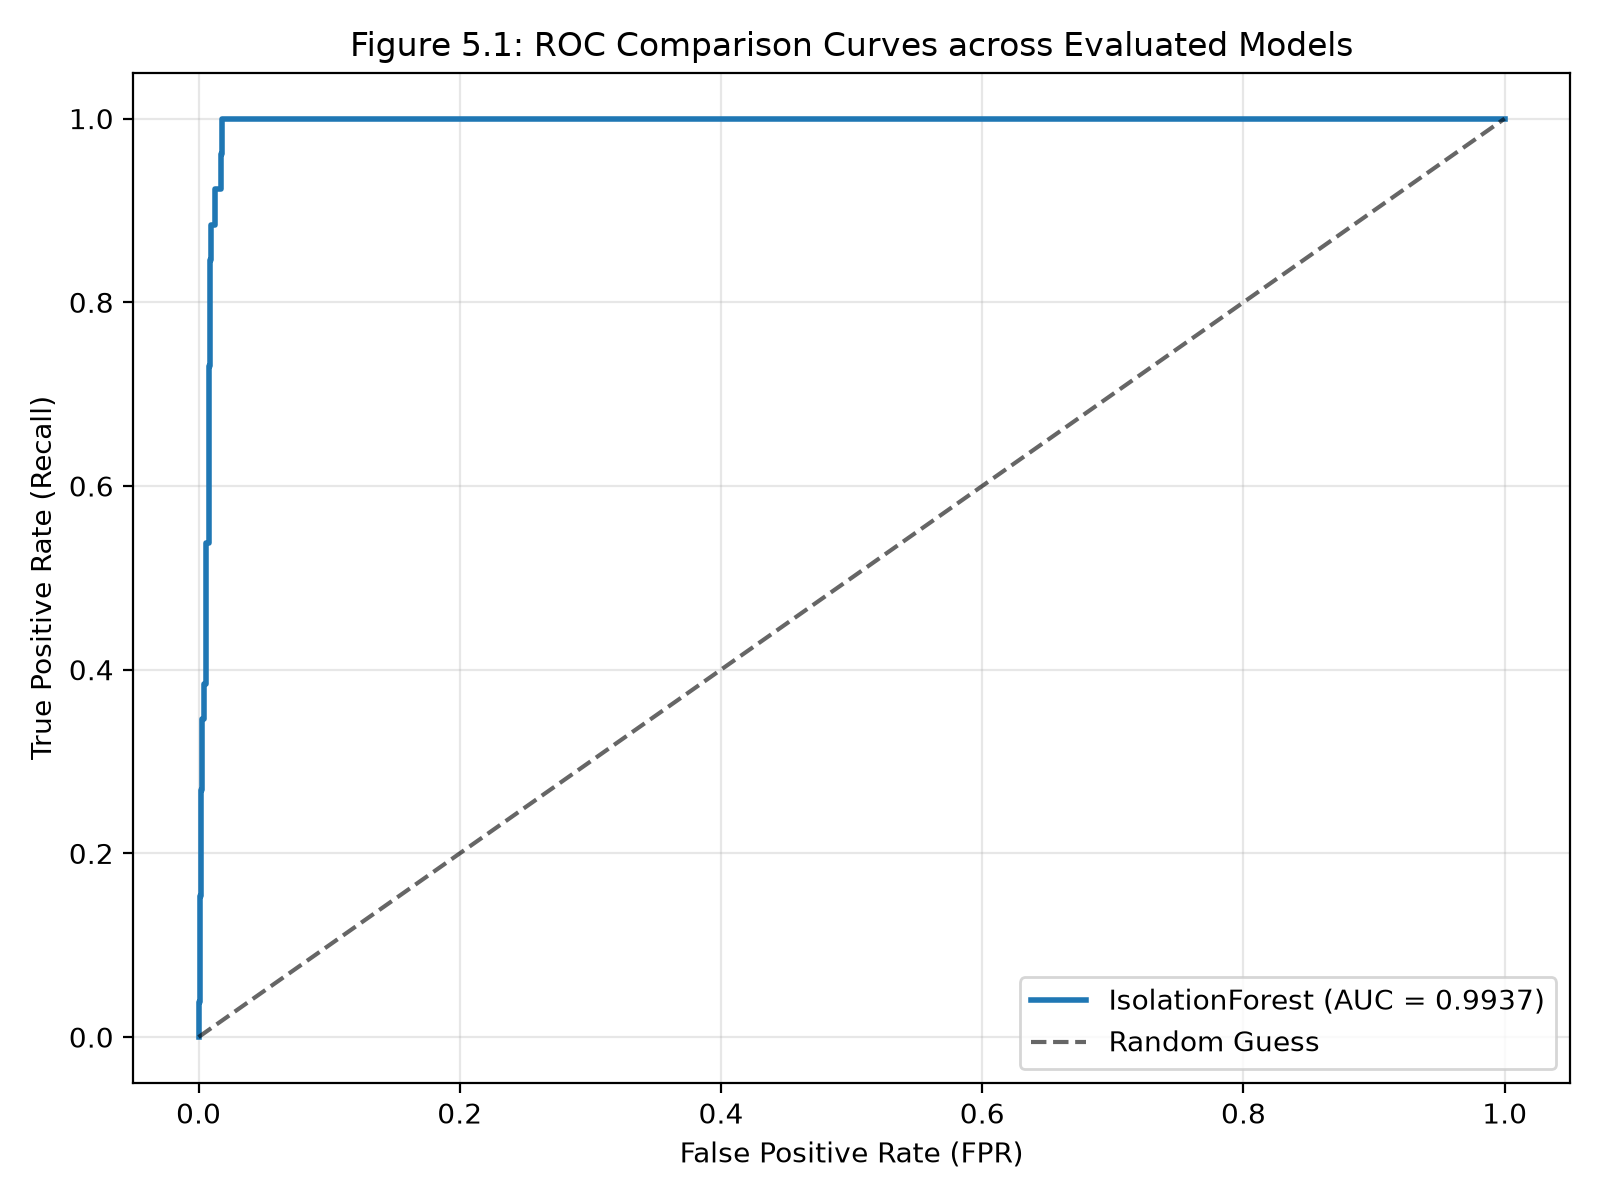 Figure 5.1: ROC Comparison Curves across Evaluated Models
True Positive Rate (Recall)
1.0
0.8
0.6
0.4
0.2
0.0
IsolationForest (AUC = 0.9937)
Random Guess
0.0 0.2 0.4 0.6 0.8 1.0
False Positive Rate (FPR)